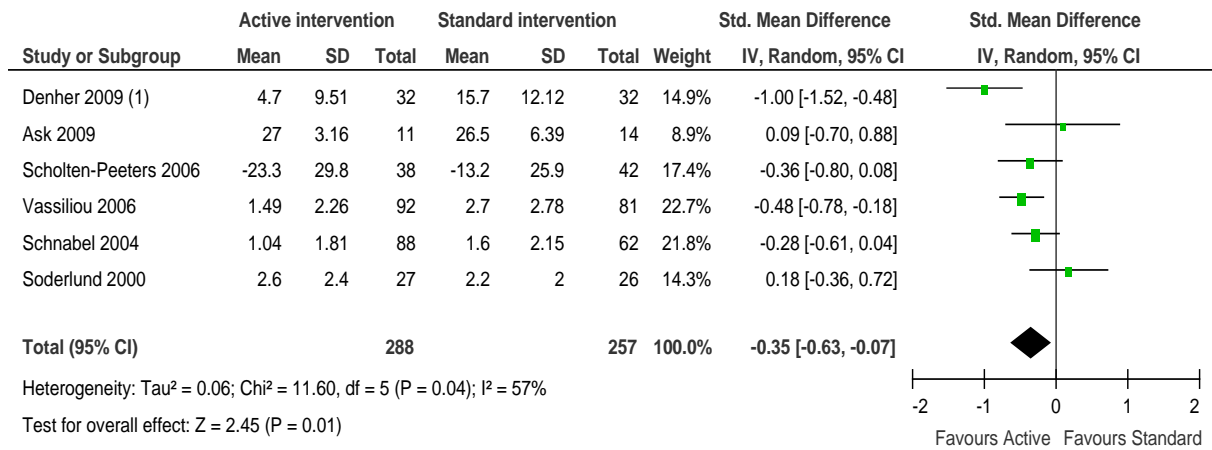 Active intervention Standard intervention Std. Mean Difference Std. Mean Difference
Study or Subgroup Mean SD Total Mean SD Total Weight IV, Random, 95% CI IV, Random, 95% CI
Denher 2009 (1) 4.7 9.51 32 15.7 12.12 32 14.9% -1.00 [-1.52, -0.48]
Ask 2009 27 3.16 11 26.5 6.39 14 8.9% 0.09 [-0.70, 0.88]
Scholten-Peeters 2006 -23.3 29.8 38 -13.2 25.9 42 17.4% -0.36 [-0.80, 0.08]
Vassiliou 2006 1.49 2.26 92 2.7 2.78 81 22.7% -0.48 [-0.78, -0.18]
Schnabel 2004 1.04 1.81 88 1.6 2.15 62 21.8% -0.28 [-0.61, 0.04]
Soderlund 2000 2.6 2.4 27 2.2 2 26 14.3% 0.18 [-0.36, 0.72]
Total (95% CI) 288 257 100.0% -0.35 [-0.63, -0.07]
Heterogeneity: Tau² = 0.06; Chi² = 11.60, df = 5 (P = 0.04); I² = 57%
Test for overall effect: Z = 2.45 (P = 0.01)
-2 -1 0 1 2
Favours Active Favours Standard